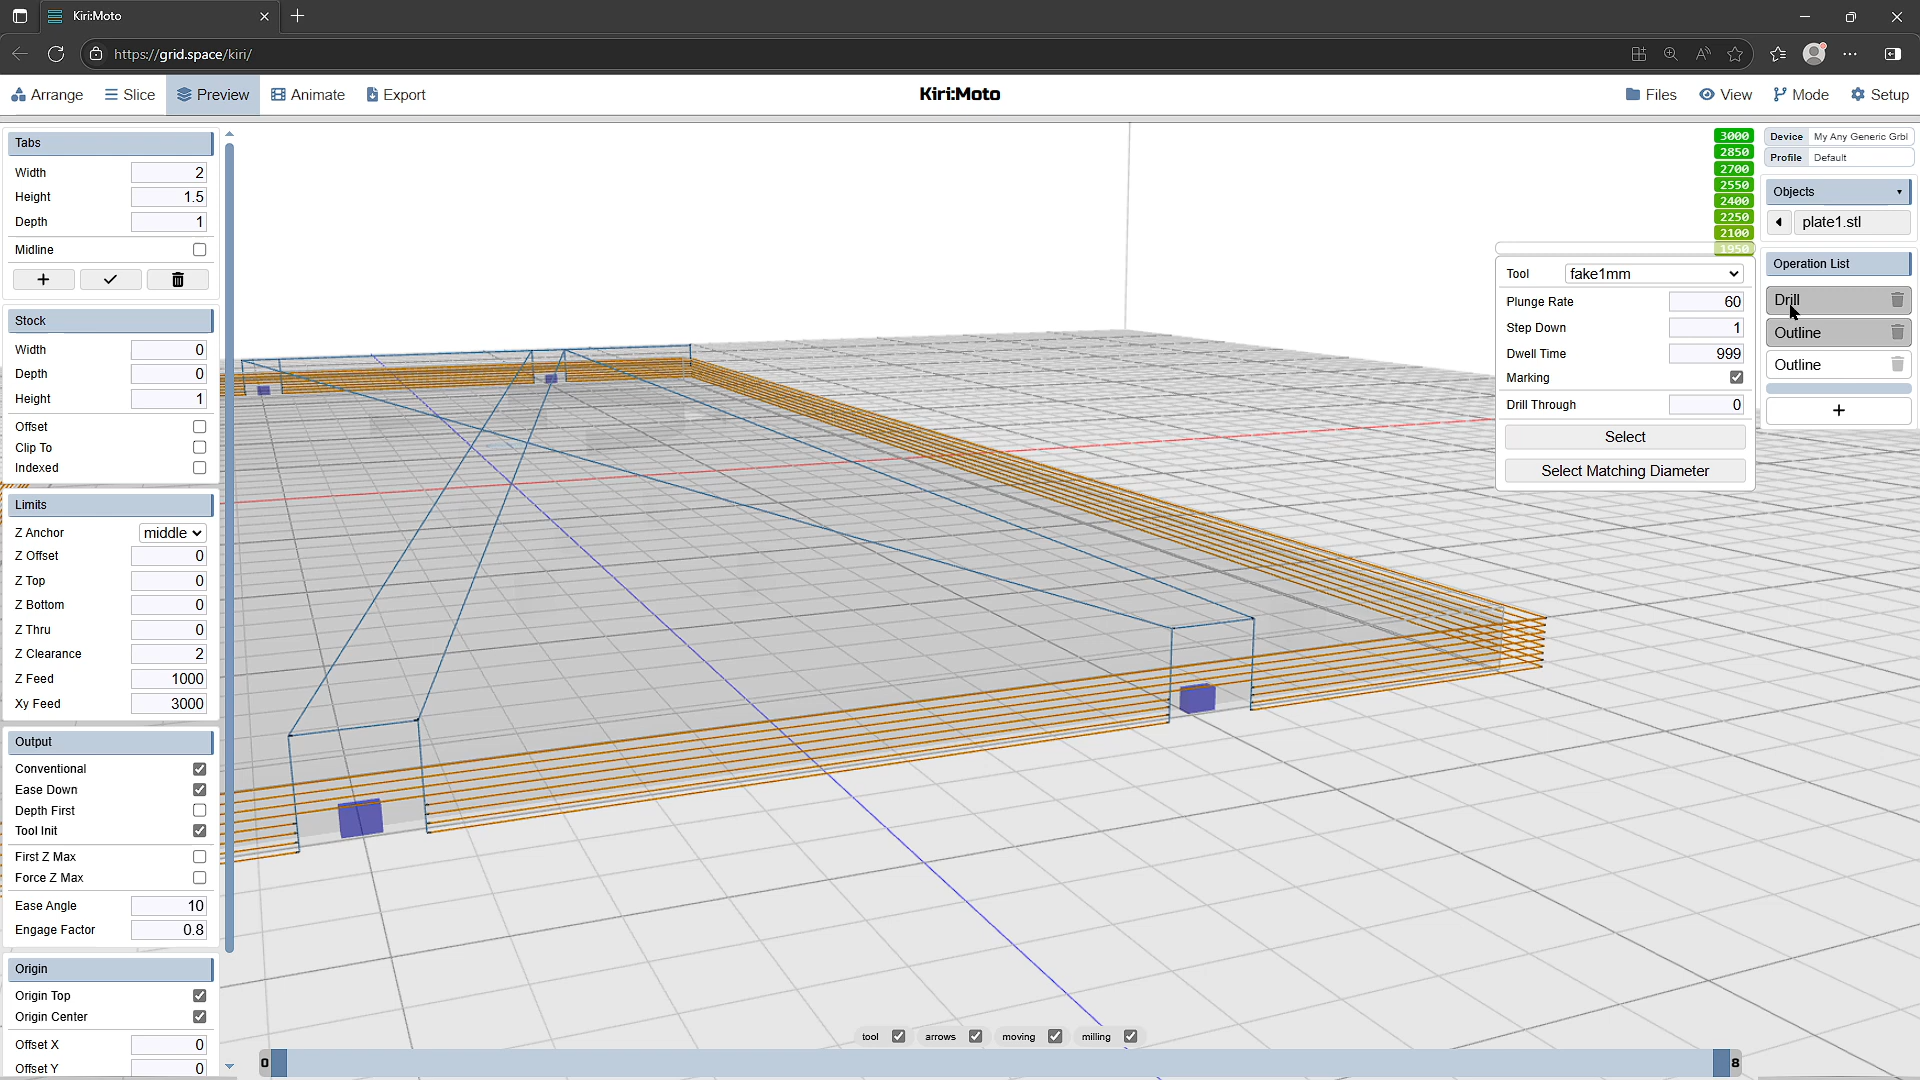 Kiri:Moto
https://grid.space/kiri/
Arrange
Slice
Preview
Animate
Export
Kiri:Moto
Files
View
Mode
Setup
Tabs
Width 2
Height 1.5
Depth 1
Midline
Stock
Width 0
Depth 0
Height 1
Offset
Clip To
Indexed
Limits
Z Anchor middle
Z Offset 0
Z Top 0
Z Bottom 0
Z Thru 0
Z Clearance 2
Z Feed 1000
Xy Feed 3000
Output
Conventional
Ease Down
Depth First
Tool Init
First Z Max
Force Z Max
Ease Angle 10
Engage Factor 0.8
Origin
Origin Top
Origin Center
Offset X 0
Offset Y 0
3000
2850
2700
2550
2400
2250
2100
1950
Tool fake1mm
Plunge Rate 60
Step Down 1
Dwell Time 999
Marking
Drill Through 0
Select
Select Matching Diameter
Device My Any Generic Grbl
Profile Default
Objects
plate1.stl
Operation List
Drill
Outline
Outline
+
tool
arrows
moving
milling
0
8